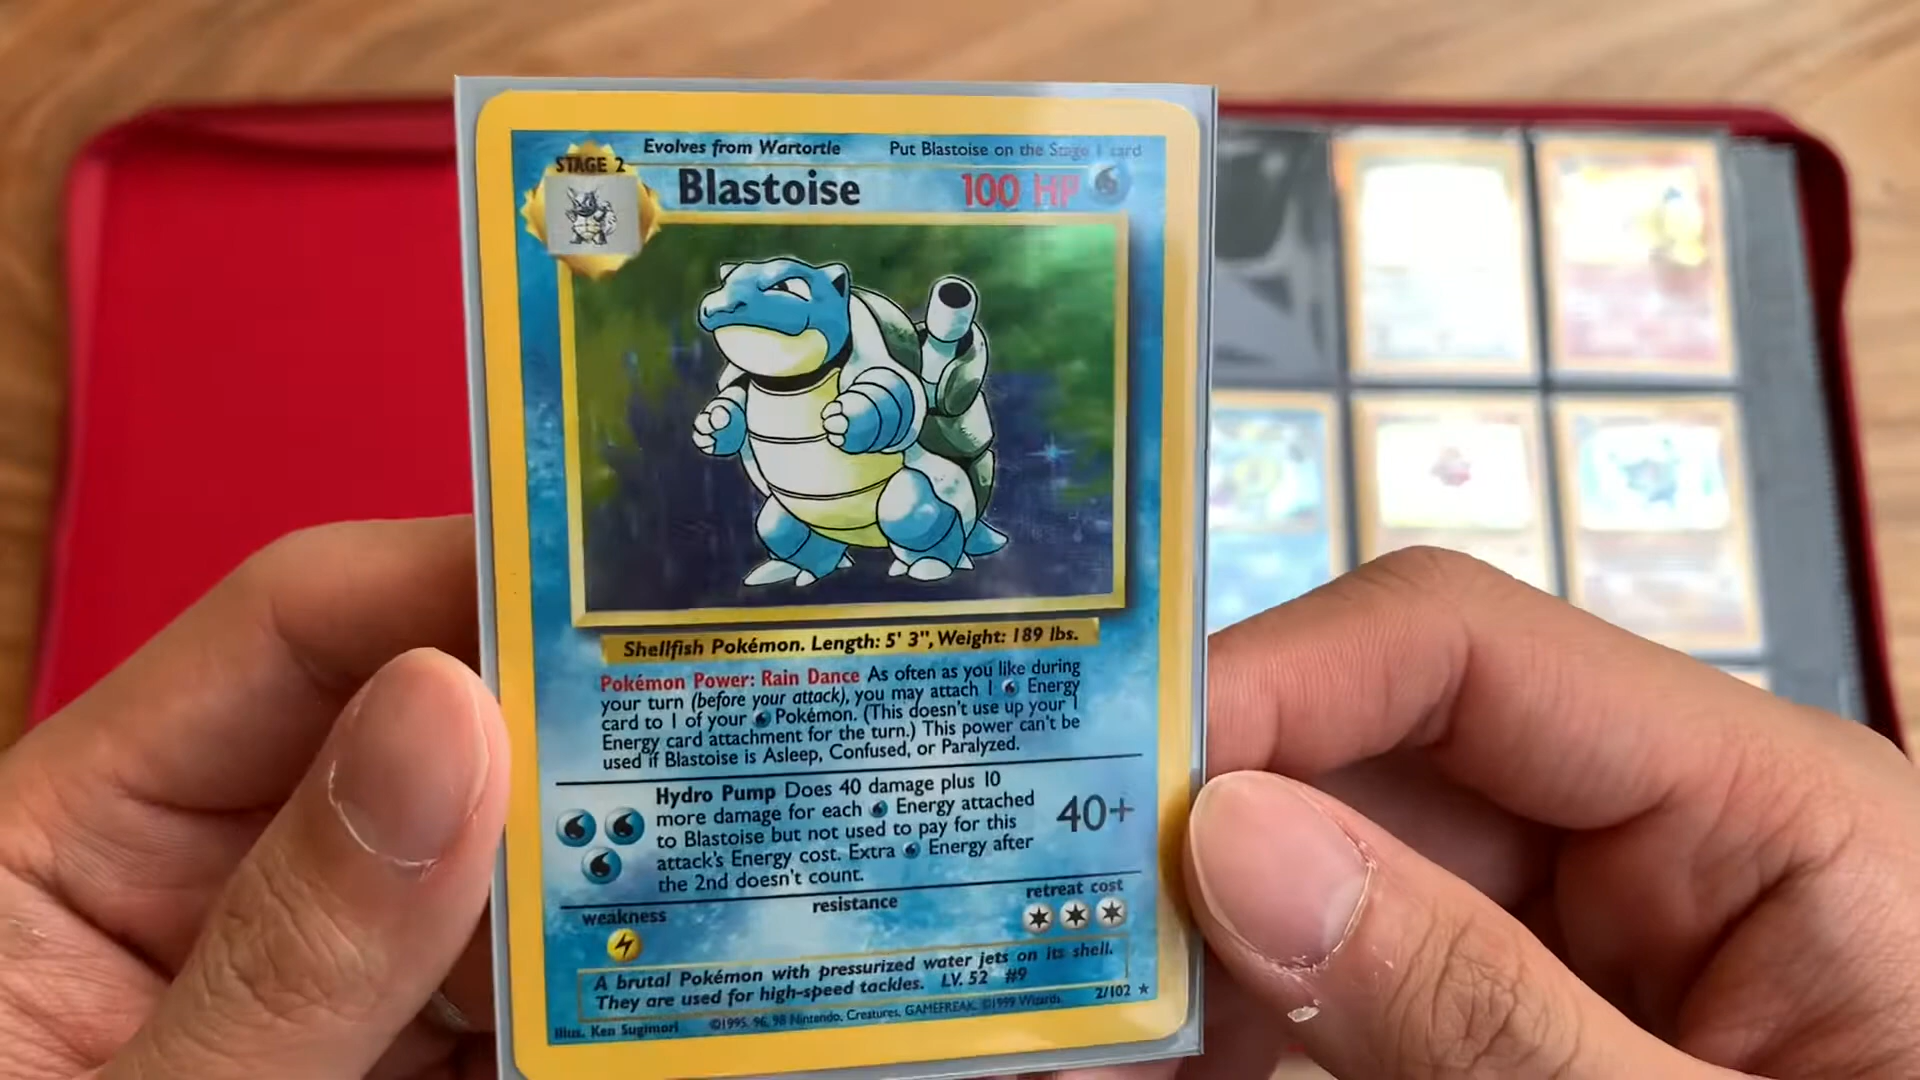 Evolves from Wartortle Put Blastoise on the Stage 1 card
STAGE 2
Blastoise 100 HP
Shellfish Pokémon. Length: 5' 3", Weight: 189 lbs.
Pokémon Power: Rain Dance As often as you like during
your turn (before your attack), you may attach 1 Energy
card to 1 of your Pokémon. (This doesn't use up your 1
Energy card attachment for the turn.) This power can't be
used if Blastoise is Asleep, Confused, or Paralyzed.
Hydro Pump Does 40 damage plus 10
more damage for each Energy attached
to Blastoise but not used to pay for this
attack's Energy cost. Extra Energy after
the 2nd doesn't count.
40+
weakness resistance retreat cost
A brutal Pokémon with pressurized water jets on its shell.
They are used for high-speed tackles. LV. 52 #9
Illus. Ken Sugimori ©1995, 96, 98 Nintendo, Creatures, GAMEFREAK. ©1999 Wizards. 2/102